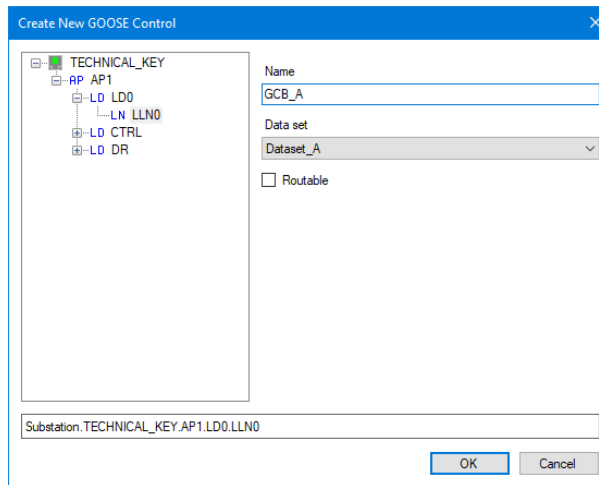 Create New GOOSE Control
TECHNICAL_KEY
AP AP1
LD LD0
LN LLN0
LD CTRL
LD DR
Name
GCB_A
Data set
Dataset_A
Routable
Substation.TECHNICAL_KEY.AP1.LD0.LLN0
OK
Cancel